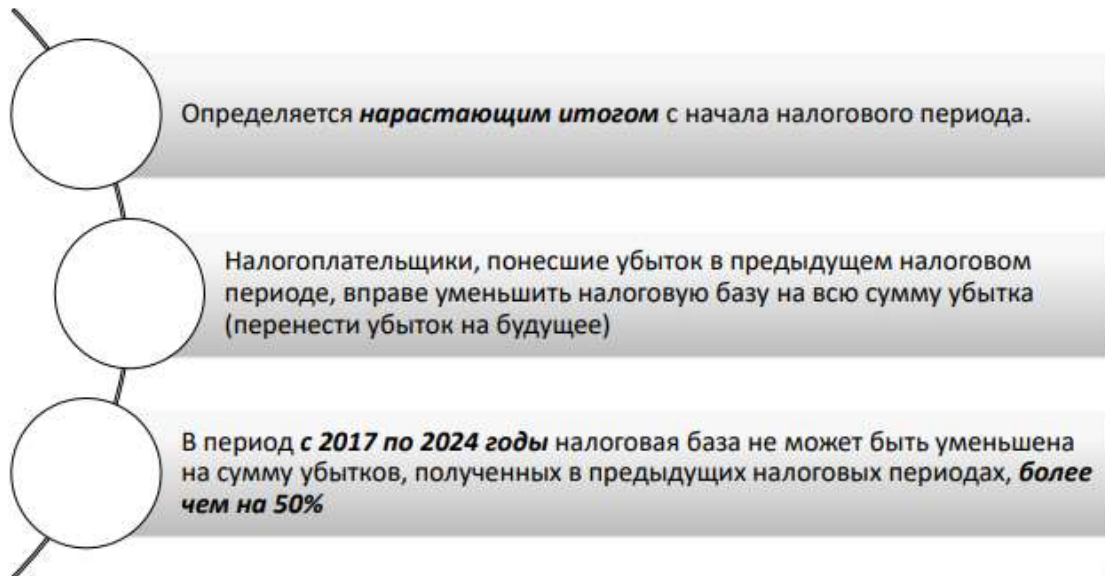 Определяется нарастающим итогом с начала налогового периода.
Налогоплательщики, понесшие убыток в предыдущем налоговом
периоде, вправе уменьшить налоговую базу на всю сумму убытка
(перенести убыток на будущее)
В период с 2017 по 2024 годы налоговая база не может быть уменьшена
на сумму убытков, полученных в предыдущих налоговых периодах, более
чем на 50%